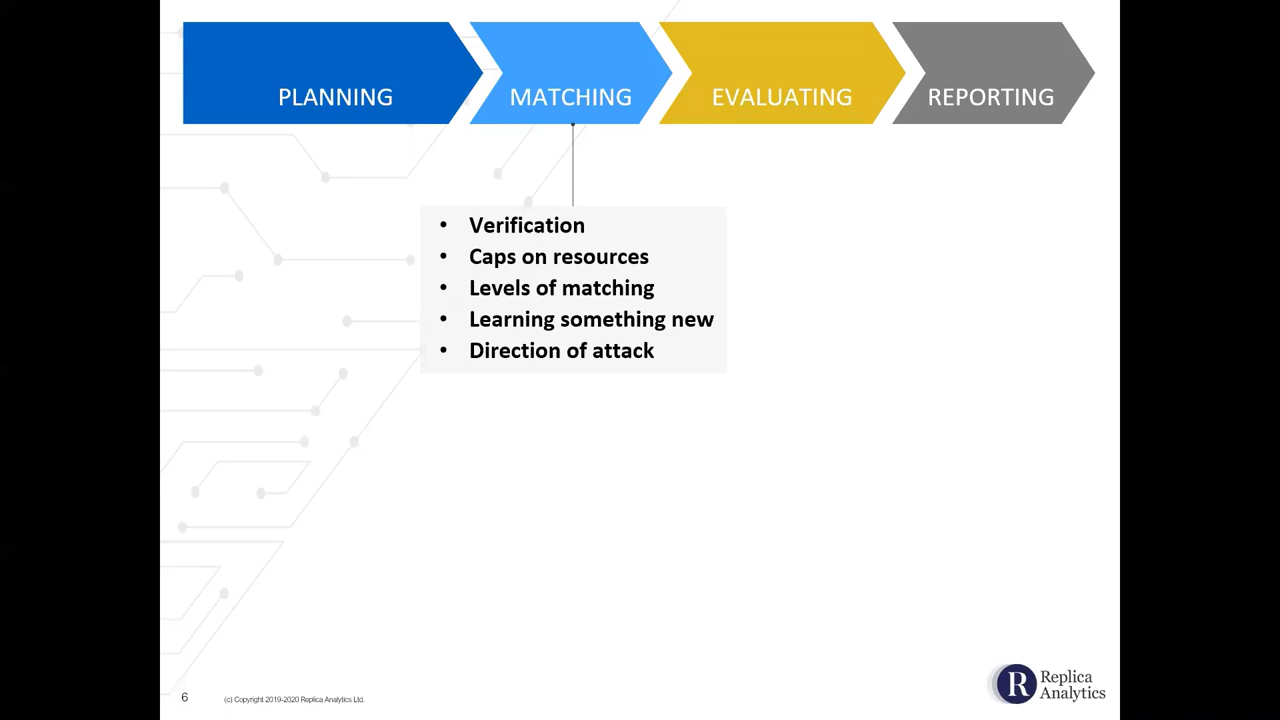 PLANNING MATCHING EVALUATING REPORTING
• Verification
• Caps on resources
• Levels of matching
• Learning something new
• Direction of attack
6 (c) Copyright 2019-2020 Replica Analytics Ltd.
R Replica
Analytics